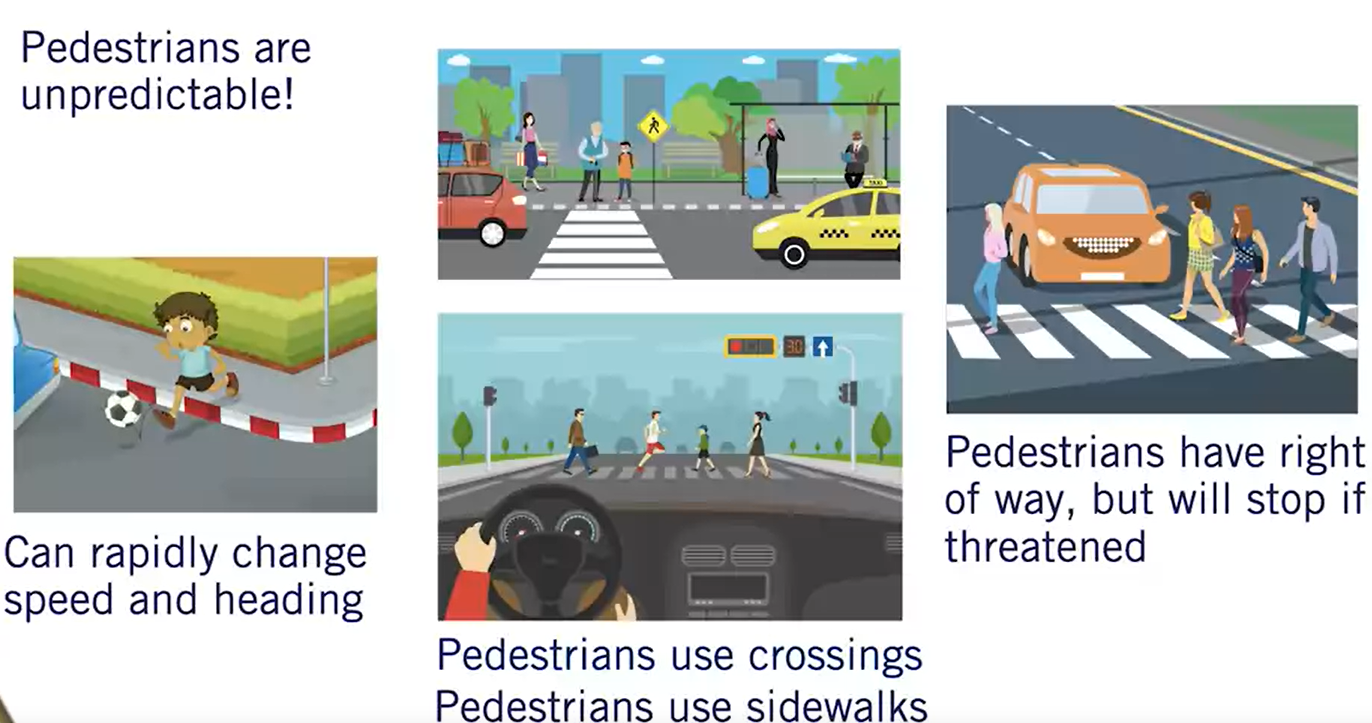 Pedestrians are
unpredictable!
Can rapidly change
speed and heading
TAXI
30
Pedestrians use crossings
Pedestrians use sidewalks
Pedestrians have right
of way, but will stop if
threatened